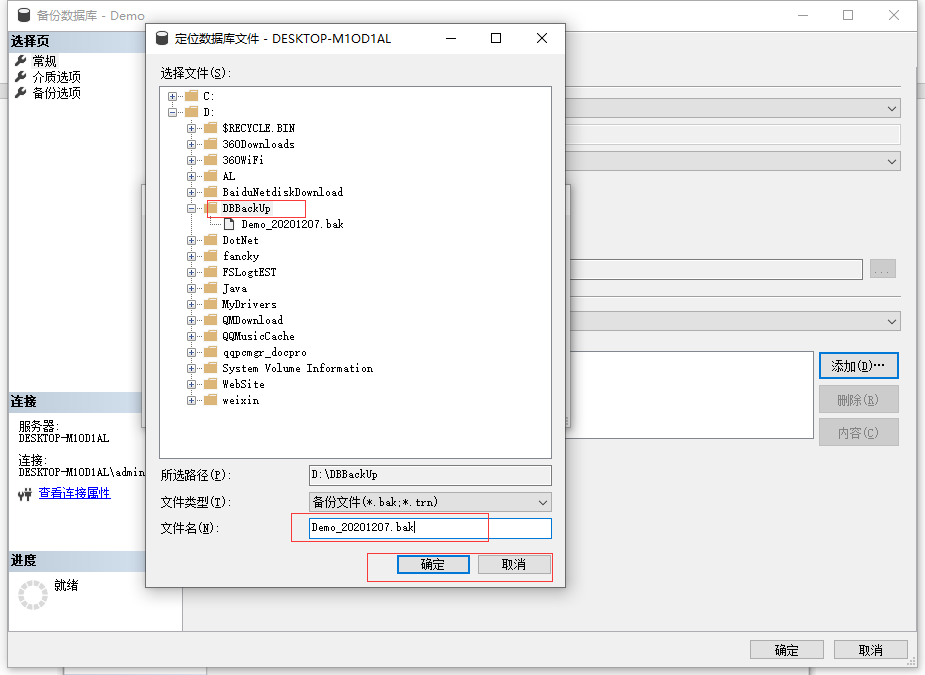 备份数据库 - Demo
选择页
常规
介质选项
备份选项
定位数据库文件 - DESKTOP-M1OD1AL
选择文件(S):
C:
D:
$RECYCLE.BIN
360Downloads
360WiFi
AL
BaiduNetdiskDownload
DBBackUp
Demo_20201207.bak
DotNet
fancky
FSLogtEST
Java
MyDrivers
QMDownload
QQMusicCache
qqpcmgr_docpro
System Volume Information
WebSite
weixin
所选路径(P):
D:\DBBackUp
文件类型(T):
备份文件(*.bak;*.trn)
文件名(N):
Demo_20201207.bak
确定
取消
...
添加(D)…
删除(R)
内容(C)
连接
服务器:
DESKTOP-M1OD1AL
连接:
DESKTOP-M1OD1AL\admin
查看连接属性
进度
就绪
确定
取消